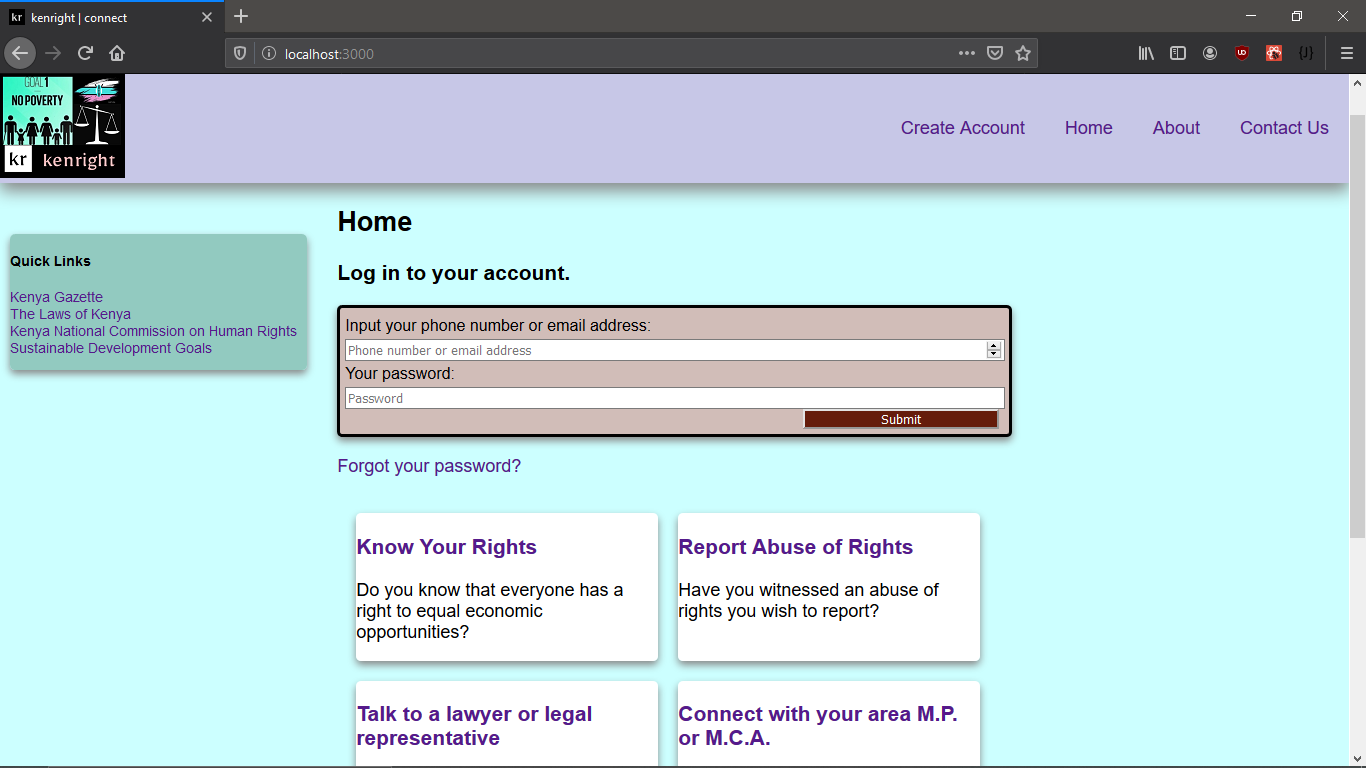 kr kenright | connect
localhost:3000
UD
{J}
GOAL 1
NO POVERTY
kr kenright
Create Account Home About Contact Us
Home
Log in to your account.
Quick Links
Kenya Gazette
The Laws of Kenya
Kenya National Commission on Human Rights
Sustainable Development Goals
Input your phone number or email address:
Phone number or email address
Your password:
Password
Submit
Forgot your password?
Know Your Rights
Do you know that everyone has a
right to equal economic
opportunities?
Report Abuse of Rights
Have you witnessed an abuse of
rights you wish to report?
Talk to a lawyer or legal
representative
Connect with your area M.P.
or M.C.A.